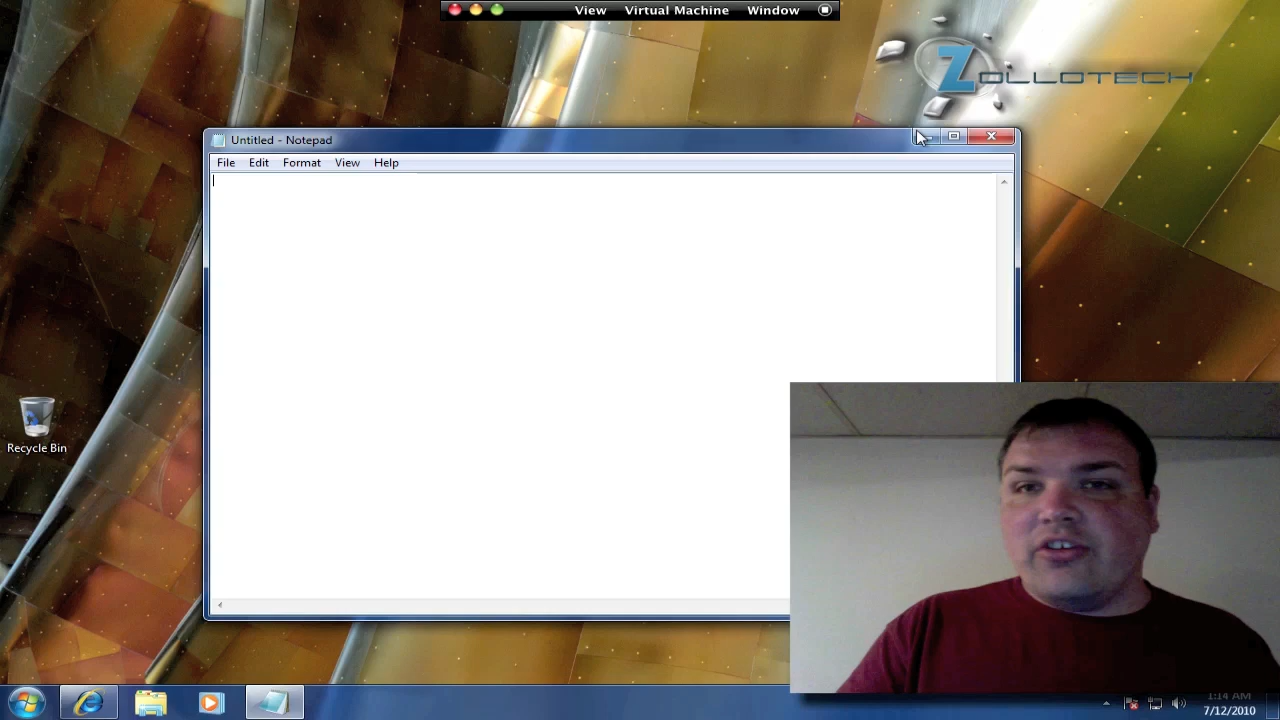 View Virtual Machine Window
ZOLLOTECH
Untitled - Notepad
File Edit Format View Help
Recycle Bin
1:14 AM
7/12/2010